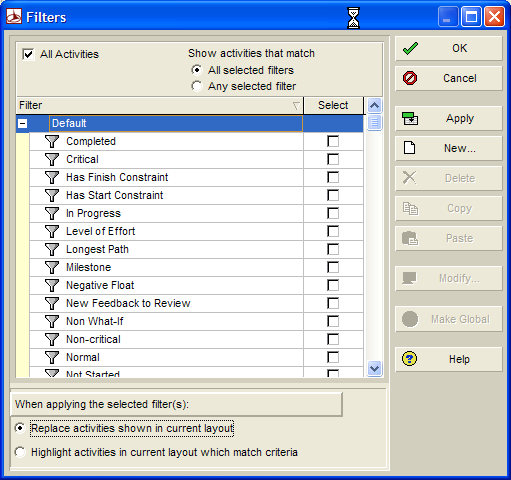 Filters
All Activities
Show activities that match
All selected filters
Any selected filter
Filter
Select
Default
Completed
Critical
Has Finish Constraint
Has Start Constraint
In Progress
Level of Effort
Longest Path
Milestone
Negative Float
New Feedback to Review
Non What-If
Non-critical
Normal
Not Started
When applying the selected filter(s):
Replace activities shown in current layout
Highlight activities in current layout which match criteria
OK
Cancel
Apply
New...
Delete
Copy
Paste
Modify...
Make Global
Help